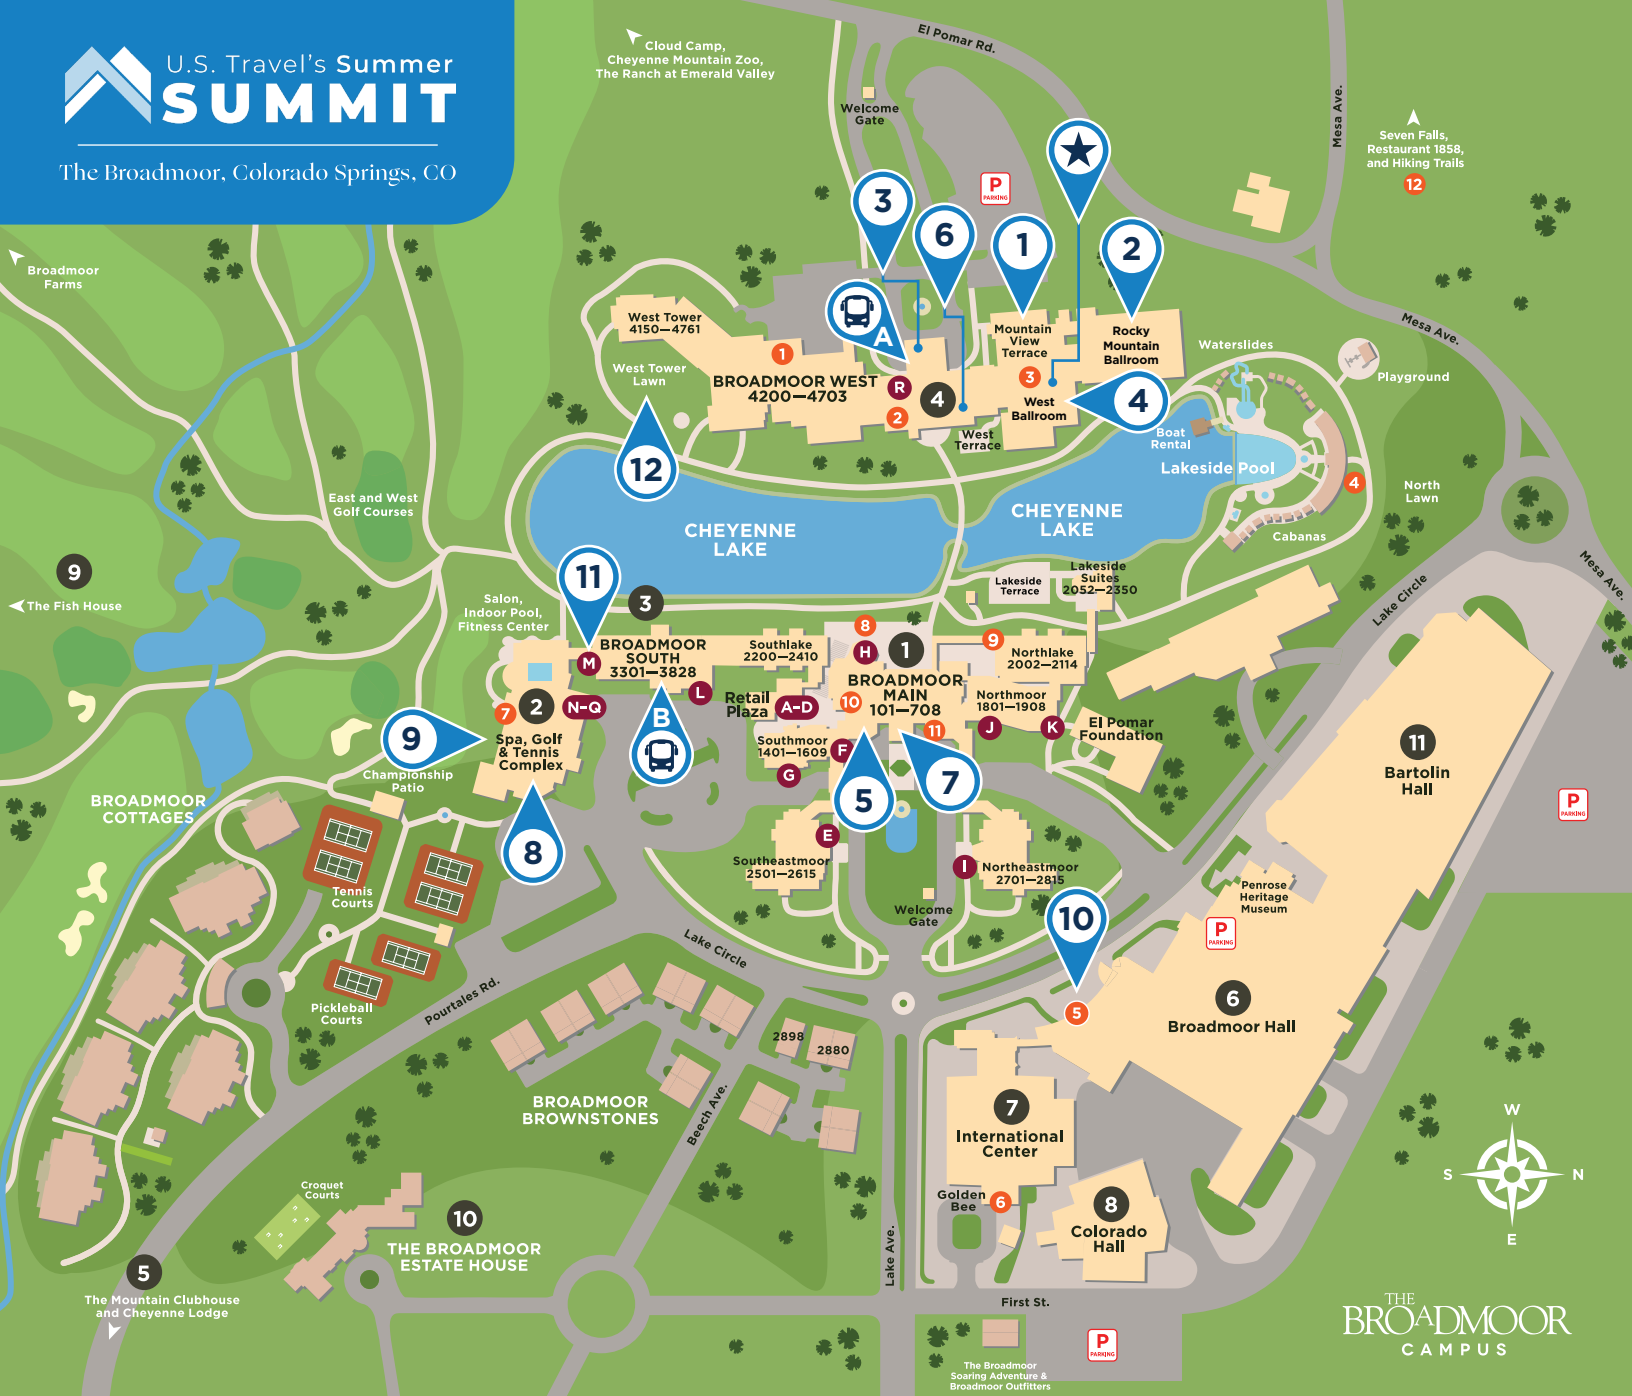 U.S. Travel's Summer
SUMMIT
The Broadmoor, Colorado Springs, CO
Cloud Camp,
Cheyenne Mountain Zoo,
The Ranch at Emerald Valley
El Pomar Rd.
Welcome
Gate
P
PARKING
Mesa Ave.
Seven Falls,
Restaurant 1858,
and Hiking Trails
12
3
6
1
2
Broadmoor
Farms
West Tower
4150—4761
A
1
Mountain
View
Terrace
3
Rocky
Mountain
Ballroom
Mesa Ave.
Waterslides
Playground
West Tower
Lawn
BROADMOOR WEST
4200—4703
R
4
2
West
Ballroom
4
West
Terrace
Boat
Rental
Lakeside Pool
4
12
East and West
Golf Courses
North
Lawn
CHEYENNE
LAKE
CHEYENNE
LAKE
Cabanas
9
The Fish House
11
3
Salon,
Indoor Pool,
Fitness Center
Lakeside
Terrace
Lakeside
Suites
2052—2350
Lake Circle
Mesa Ave.
M
BROADMOOR
SOUTH
3301—3828
L
Southlake
2200—2410
8
H
1
9
Northlake
2002—2114
BROADMOOR
MAIN
101—708
10
Retail
Plaza
A-D
Northmoor
1801—1908
J
K
El Pomar
Foundation
7
2
N-Q
Spa, Golf
& Tennis
Complex
9
B
Southmoor
1401—1609
F
G
11
5
7
11
Bartolin
Hall
P
PARKING
Championship
Patio
BROADMOOR
COTTAGES
8
E
Southeastmoor
2501—2615
I
Northeastmoor
2701—2815
Tennis
Courts
Welcome
Gate
10
Penrose
Heritage
Museum
P
PARKING
Lake Circle
Pickleball
Courts
Pourtales Rd.
5
6
Broadmoor Hall
2898
2880
BROADMOOR
BROWNSTONES
Beech Ave.
7
International
Center
Golden
Bee
6
8
Colorado
Hall
W
S
N
E
Croquet
Courts
10
THE BROADMOOR
ESTATE HOUSE
Lake Ave.
5
The Mountain Clubhouse
and Cheyenne Lodge
First St.
P
PARKING
The Broadmoor
Soaring Adventure &
Broadmoor Outfitters
THE
BROADMOOR
CAMPUS